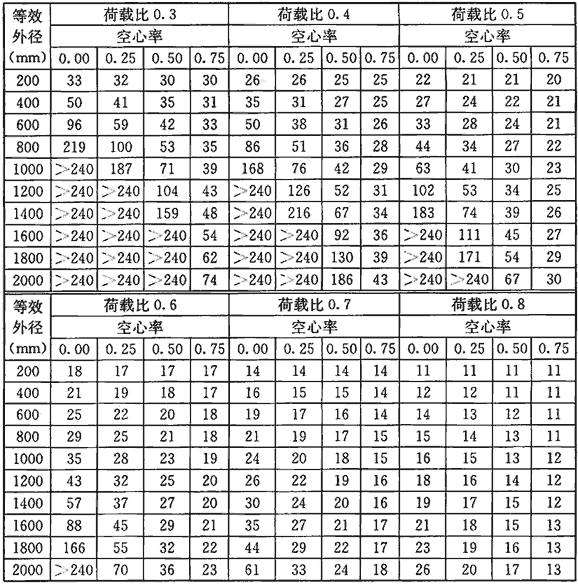 等效 荷载比0.3 荷载比0.4 荷载比0.5
外径 空心率 空心率 空心率
(mm) 0.00 0.25 0.50 0.75 0.00 0.25 0.50 0.75 0.00 0.25 0.50 0.75
200 33 32 30 30 26 26 25 25 22 21 21 20
400 50 41 35 31 35 31 27 25 27 24 22 21
600 96 59 42 33 50 38 31 26 33 28 24 21
800 219 100 53 35 86 51 36 28 44 34 27 22
1000 >240 187 71 39 168 76 42 29 63 41 30 23
1200 >240 >240 104 43 >240 126 52 31 102 53 34 25
1400 >240 >240 159 48 >240 216 67 34 183 74 39 26
1600 >240 >240 >240 54 >240 >240 92 36 >240 111 45 27
1800 >240 >240 >240 62 >240 >240 130 39 >240 171 54 29
2000 >240 >240 >240 74 >240 >240 186 43 >240 >240 67 30
等效 荷载比0.6 荷载比0.7 荷载比0.8
外径 空心率 空心率 空心率
(mm) 0.00 0.25 0.50 0.75 0.00 0.25 0.50 0.75 0.00 0.25 0.50 0.75
200 18 17 17 17 14 14 14 14 11 11 11 11
400 21 19 18 17 16 15 15 14 12 12 11 11
600 25 22 20 18 19 17 16 14 14 13 12 11
800 29 25 21 18 21 19 17 15 15 14 13 11
1000 35 28 23 19 24 20 18 15 16 15 13 12
1200 43 32 25 20 26 22 19 16 18 16 14 12
1400 57 37 27 20 30 24 20 16 19 17 15 12
1600 88 45 29 21 35 27 21 17 21 18 15 13
1800 166 55 32 22 44 29 22 17 23 19 16 13
2000 >240 70 36 23 61 33 24 18 26 20 17 13